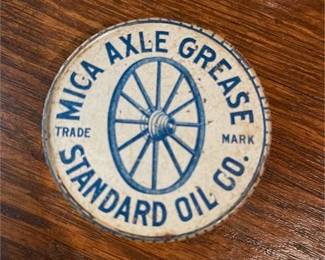 MICA AXLE GREASE
TRADE MARK
STANDARD OIL CO.